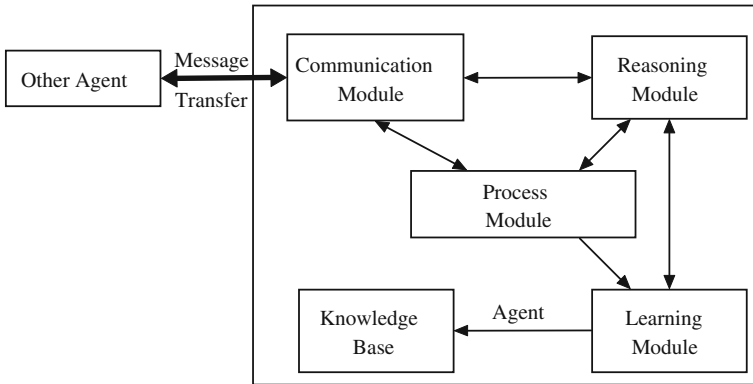 Other Agent
Message
Transfer
Communication
Module
Reasoning
Module
Process
Module
Knowledge
Base
Agent
Learning
Module